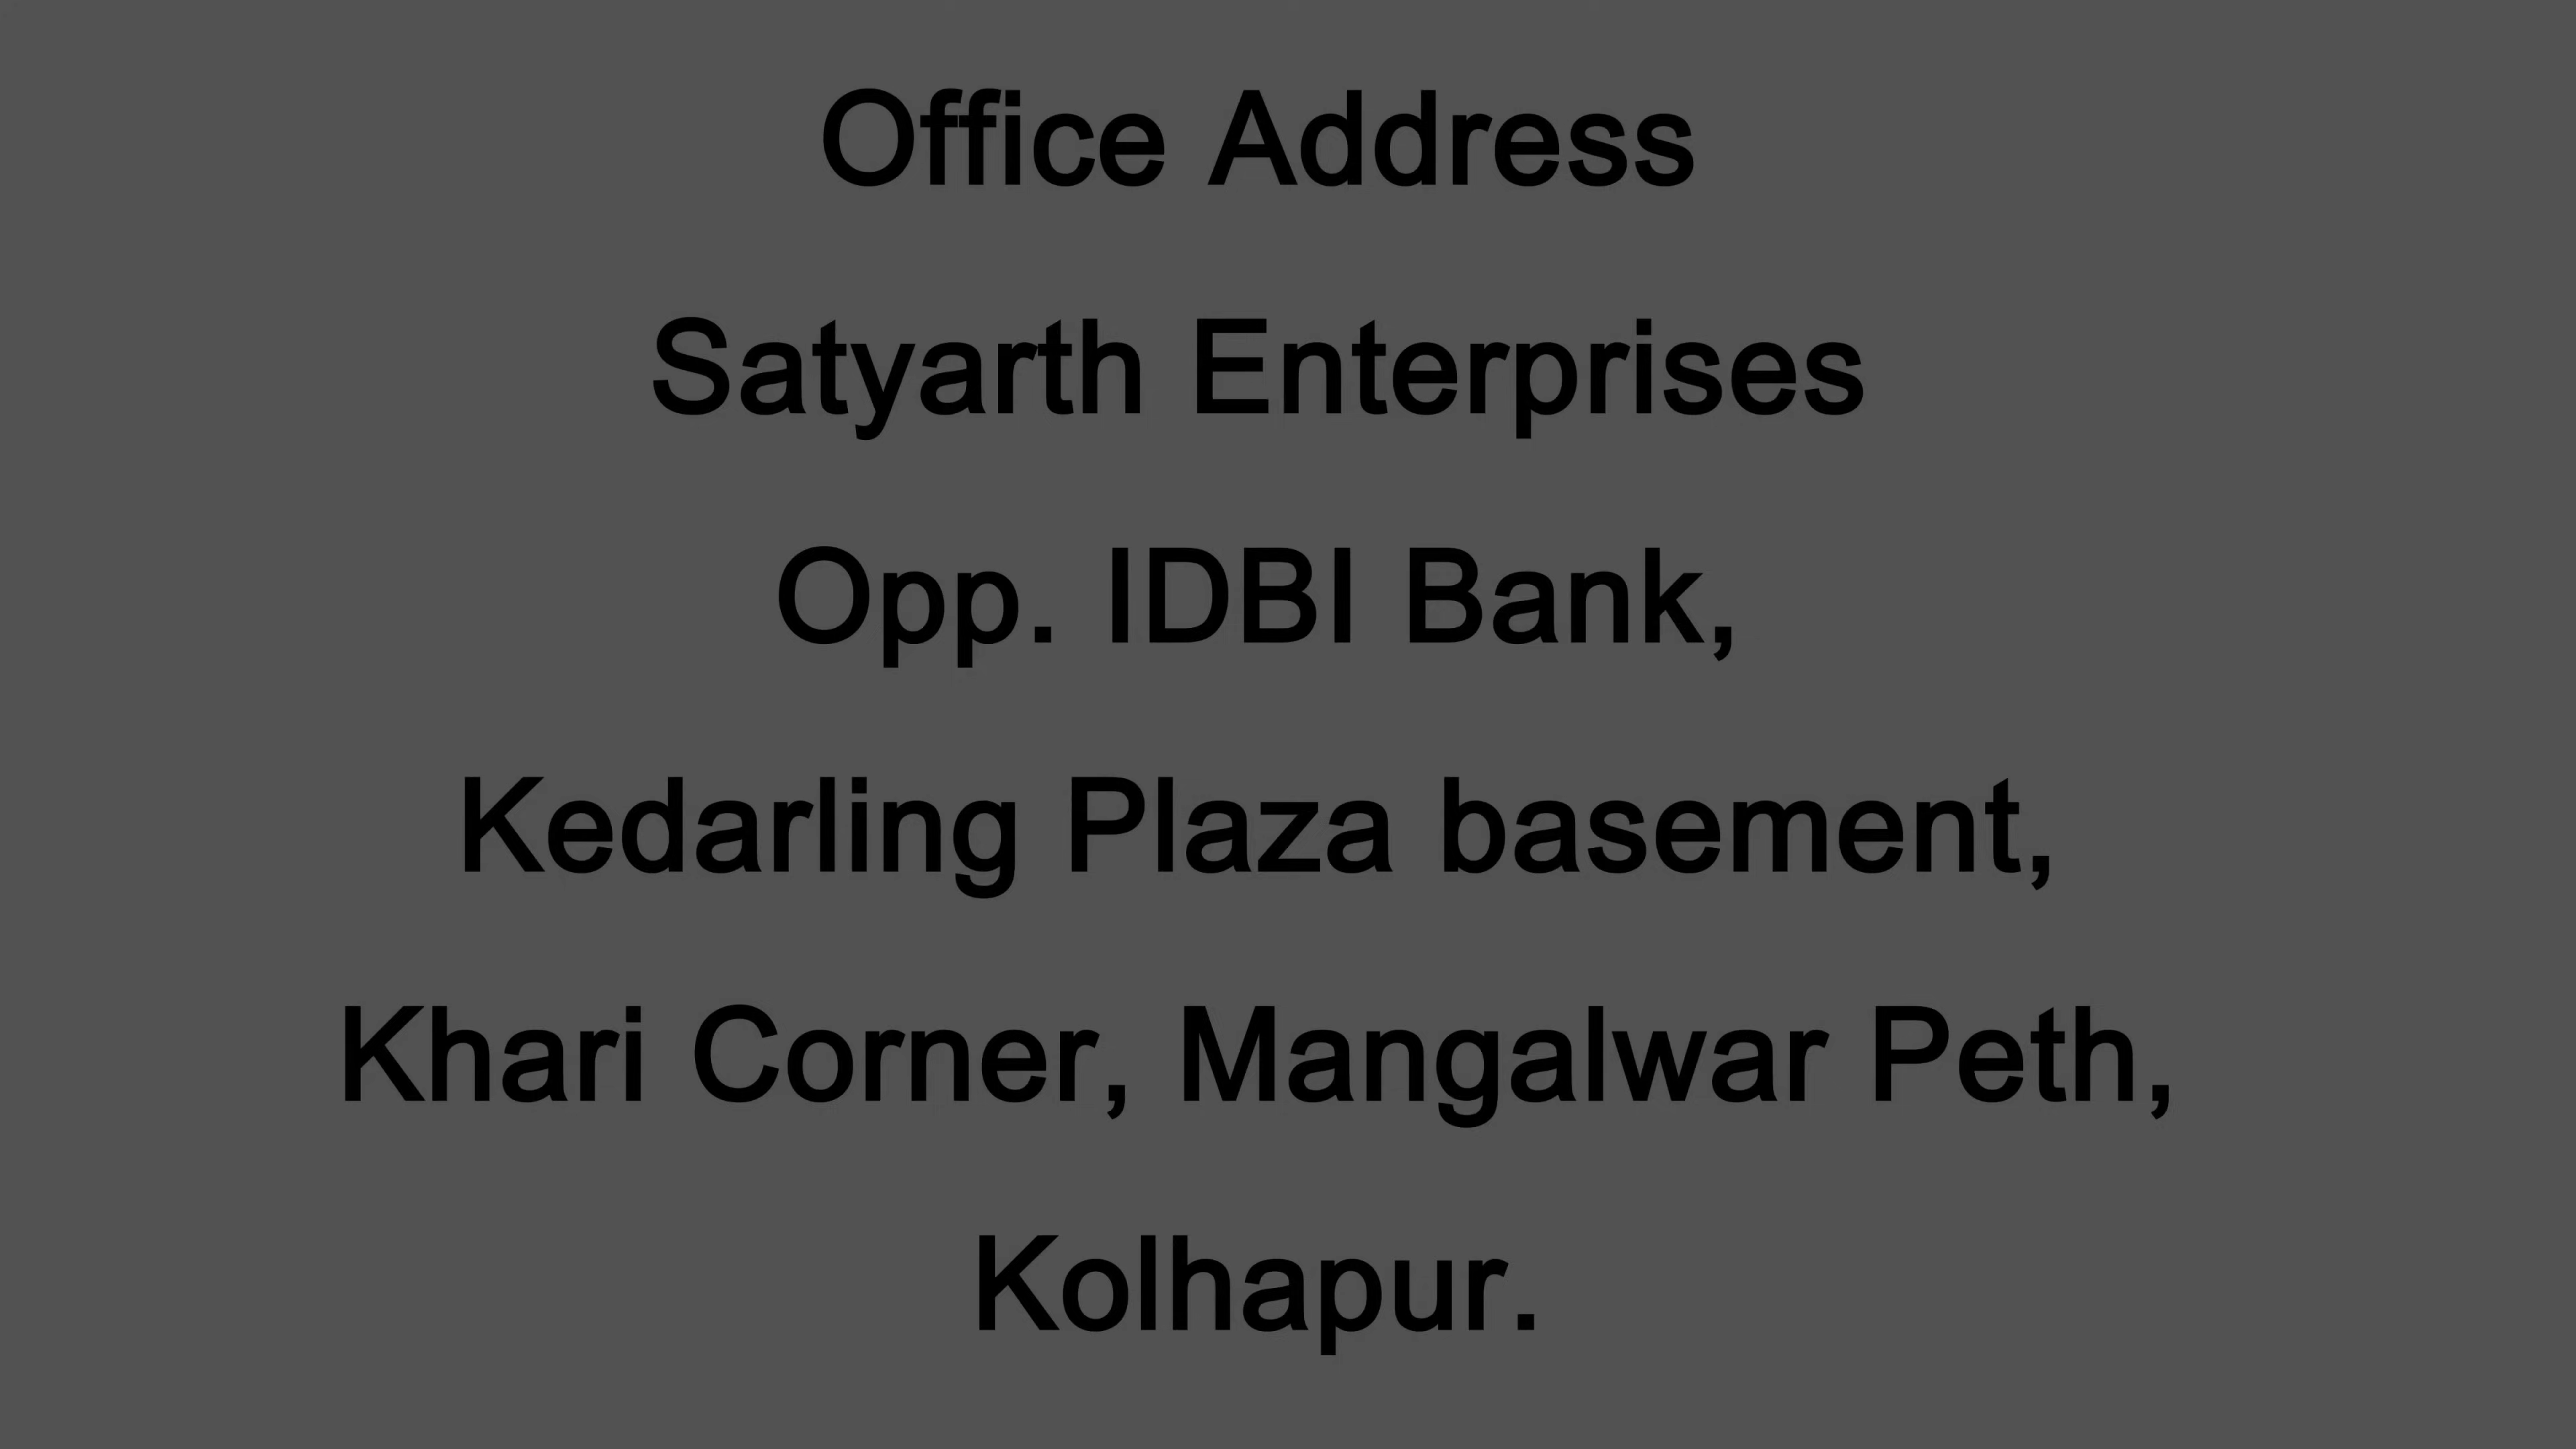 Office Address
Satyarth Enterprises
Opp. IDBI Bank,
Kedarling Plaza basement,
Khari Corner, Mangalwar Peth,
Kolhapur.